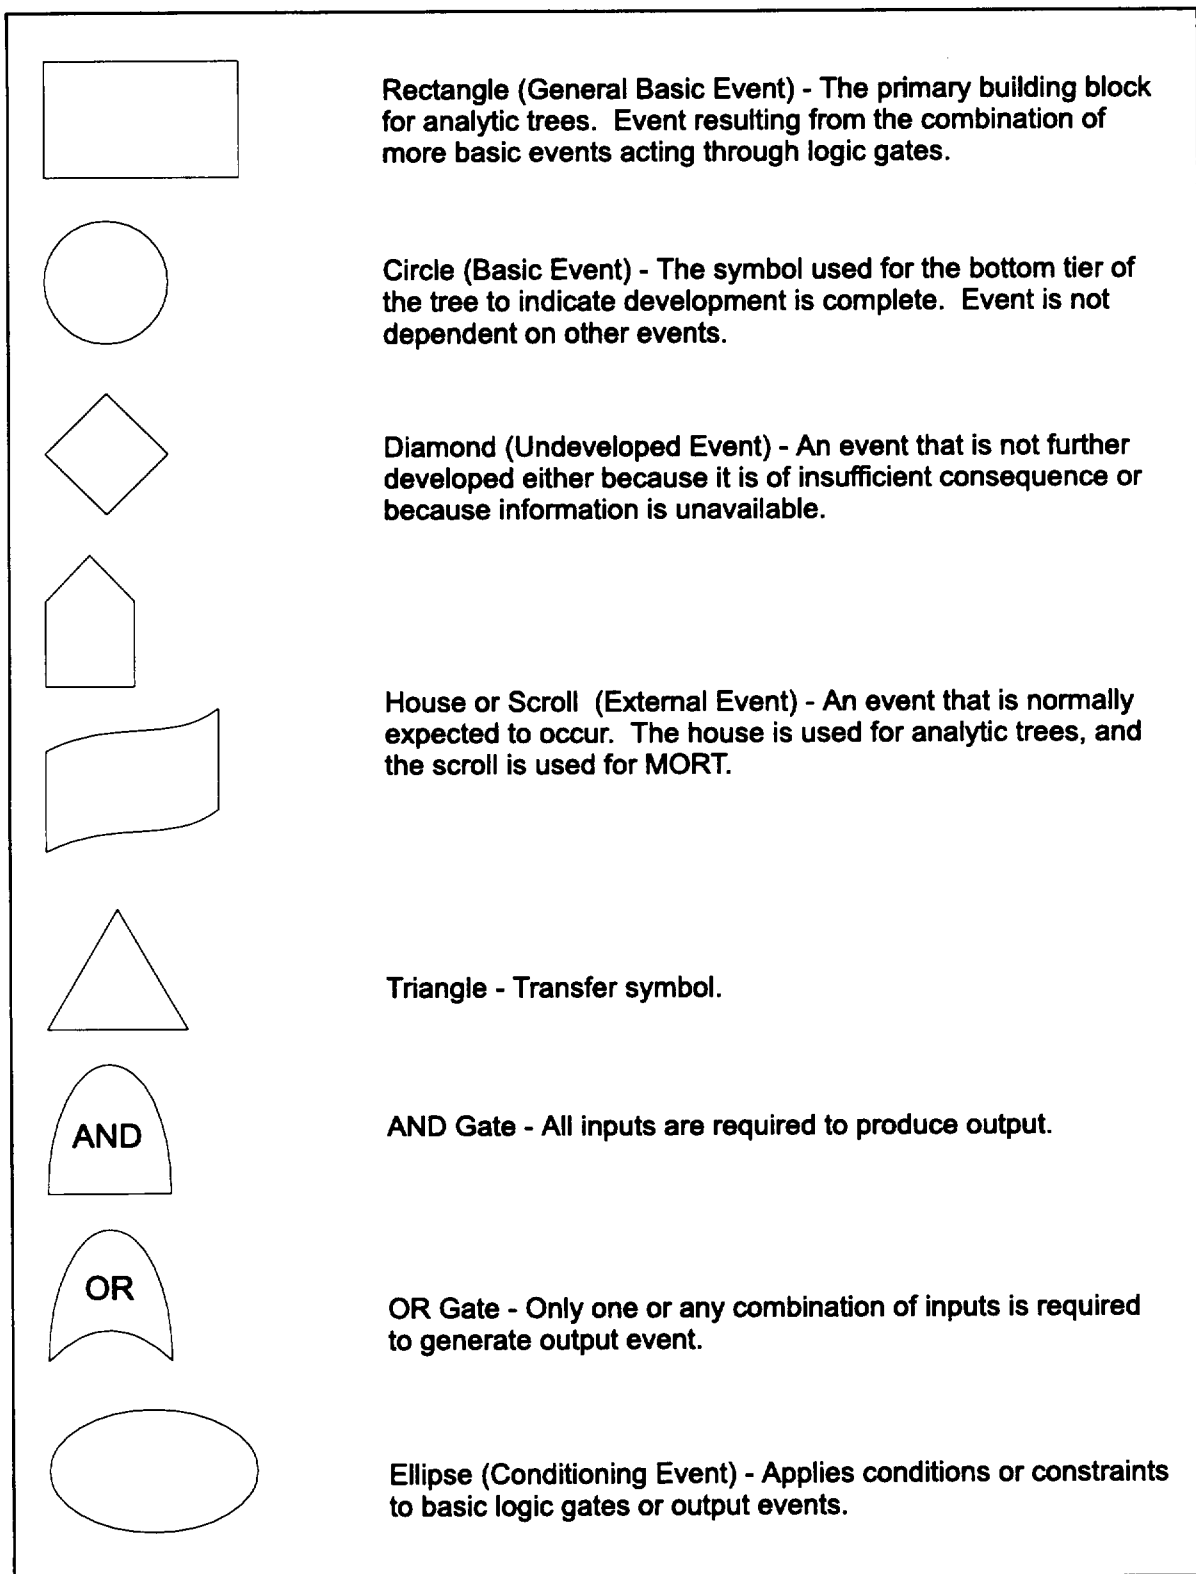 Rectangle (General Basic Event) - The primary building block
for analytic trees. Event resulting from the combination of
more basic events acting through logic gates.
Circle (Basic Event) - The symbol used for the bottom tier of
the tree to indicate development is complete. Event is not
dependent on other events.
Diamond (Undeveloped Event) - An event that is not further
developed either because it is of insufficient consequence or
because information is unavailable.
House or Scroll (External Event) - An event that is normally
expected to occur. The house is used for analytic trees, and
the scroll is used for MORT.
Triangle - Transfer symbol.
AND
AND Gate - All inputs are required to produce output.
OR
OR Gate - Only one or any combination of inputs is required
to generate output event.
Ellipse (Conditioning Event) - Applies conditions or constraints
to basic logic gates or output events.